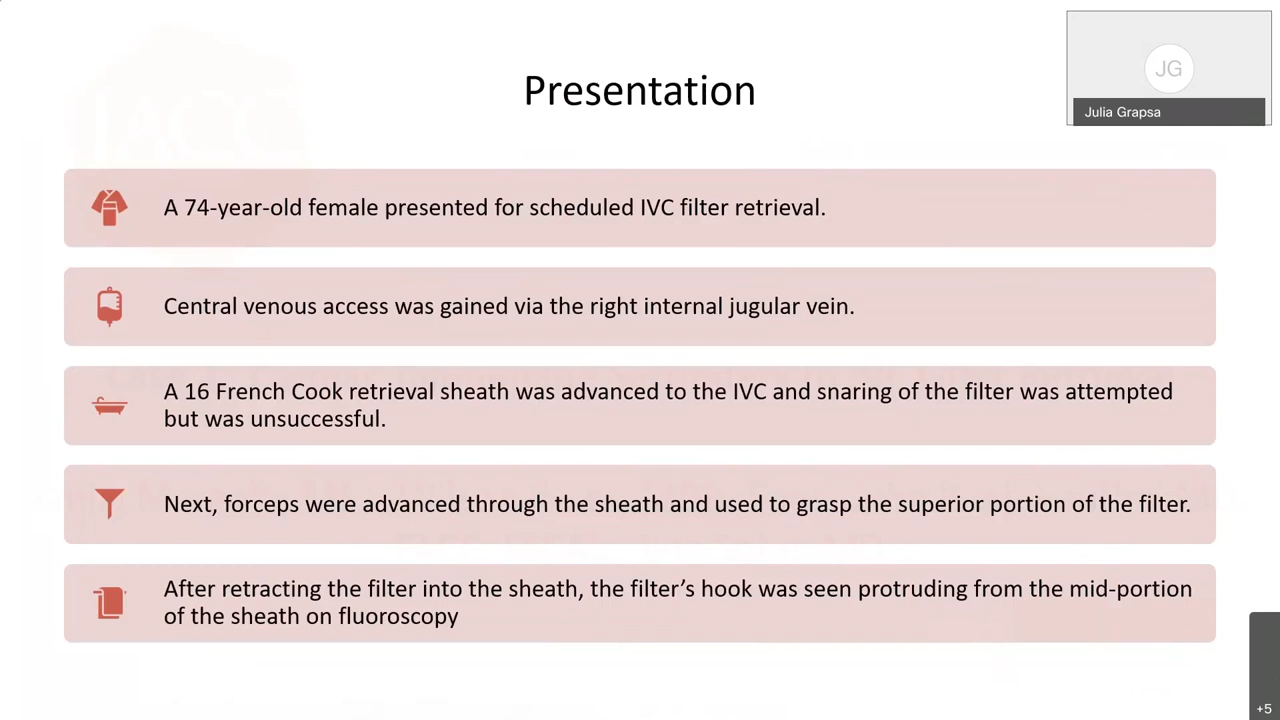 JG
Julia Grapsa
Presentation
A 74-year-old female presented for scheduled IVC filter retrieval.
Central venous access was gained via the right internal jugular vein.
A 16 French Cook retrieval sheath was advanced to the IVC and snaring of the filter was attempted
but was unsuccessful.
Next, forceps were advanced through the sheath and used to grasp the superior portion of the filter.
After retracting the filter into the sheath, the filter’s hook was seen protruding from the mid-portion
of the sheath on fluoroscopy
+5